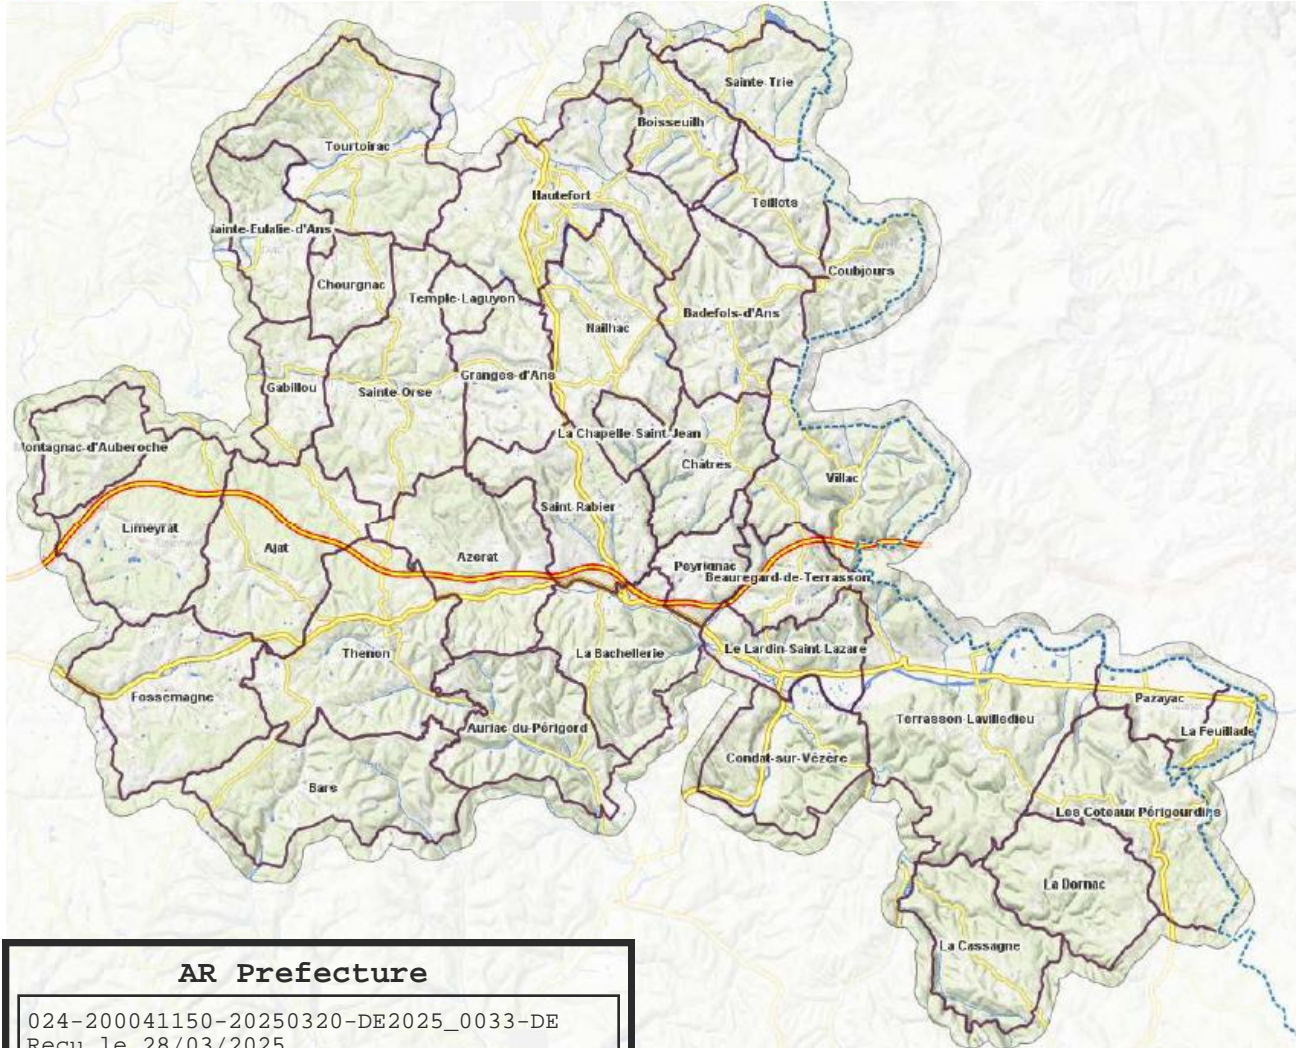 Sainte-Trie
Boisseuilh
Tourtoirac
Hautefort
Teillots
Sainte-Eulalie-d'Ans
Coubjours
Chourgnac
Temple-Laguyon
Badefols-d'Ans
Nailhac
Granges-d'Ans
Gabillou
Sainte-Orse
La Chapelle-Saint-Jean
Montagnac-d'Auberoche
Châtres
Villac
Saint-Rabier
Limeyrat
Ajat
Azerat
Peyrignac
Beauregard-de-Terrasson
Thenon
La Bachellerie
Le Lardin-Saint-Lazare
Fossemagne
Pazayac
Terrasson-Lavilledieu
Auriac-du-Périgord
La Feuillade
Condat-sur-Vézère
Bars
Les Coteaux Périgourdins
La Dornac
La Cassagne
AR Prefecture
024-200041150-20250320-DE2025_0033-DE
Reçu le 28/03/2025